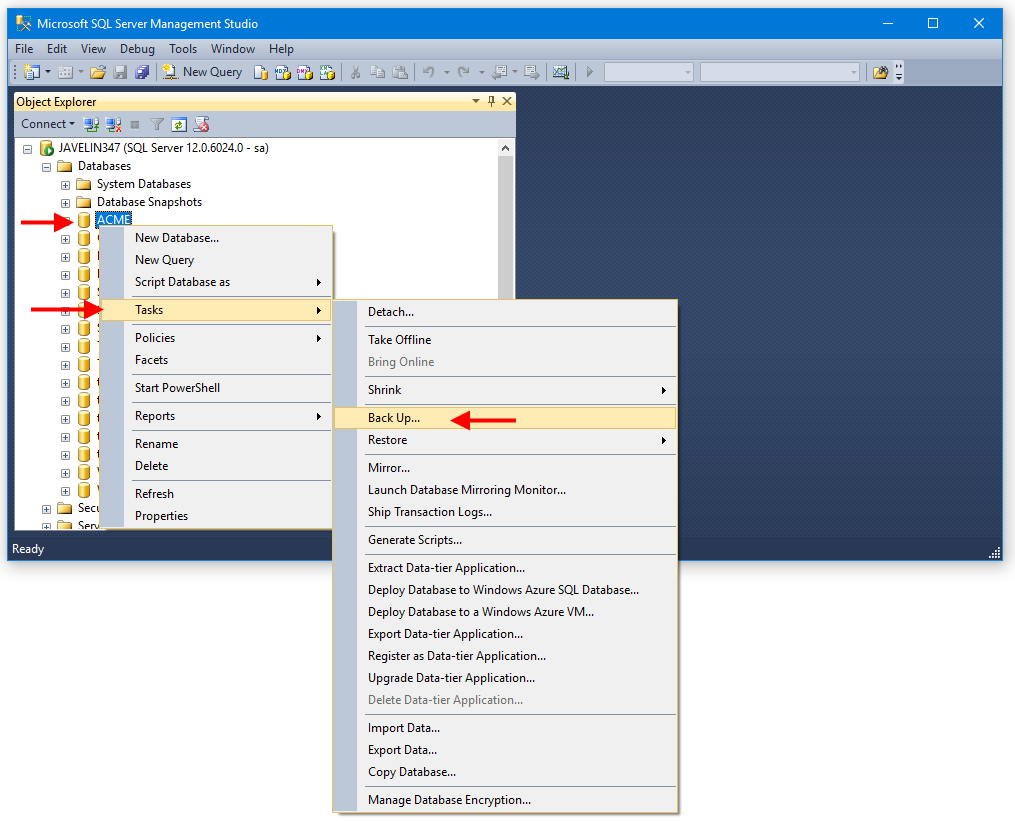 Microsoft SQL Server Management Studio
File Edit View Debug Tools Window Help
New Query
Object Explorer
Connect
JAVELIN347 (SQL Server 12.0.6024.0 - sa)
Databases
System Databases
Database Snapshots
ACME
New Database...
New Query
Script Database as
Tasks
Policies
Facets
Start PowerShell
Reports
Rename
Delete
Refresh
Properties
Detach...
Take Offline
Bring Online
Shrink
Back Up...
Restore
Mirror...
Launch Database Mirroring Monitor...
Ship Transaction Logs...
Generate Scripts...
Extract Data-tier Application...
Deploy Database to Windows Azure SQL Database...
Deploy Database to a Windows Azure VM...
Export Data-tier Application...
Register as Data-tier Application...
Upgrade Data-tier Application...
Delete Data-tier Application...
Import Data...
Export Data...
Copy Database...
Manage Database Encryption...
Secu
Serv
Ready